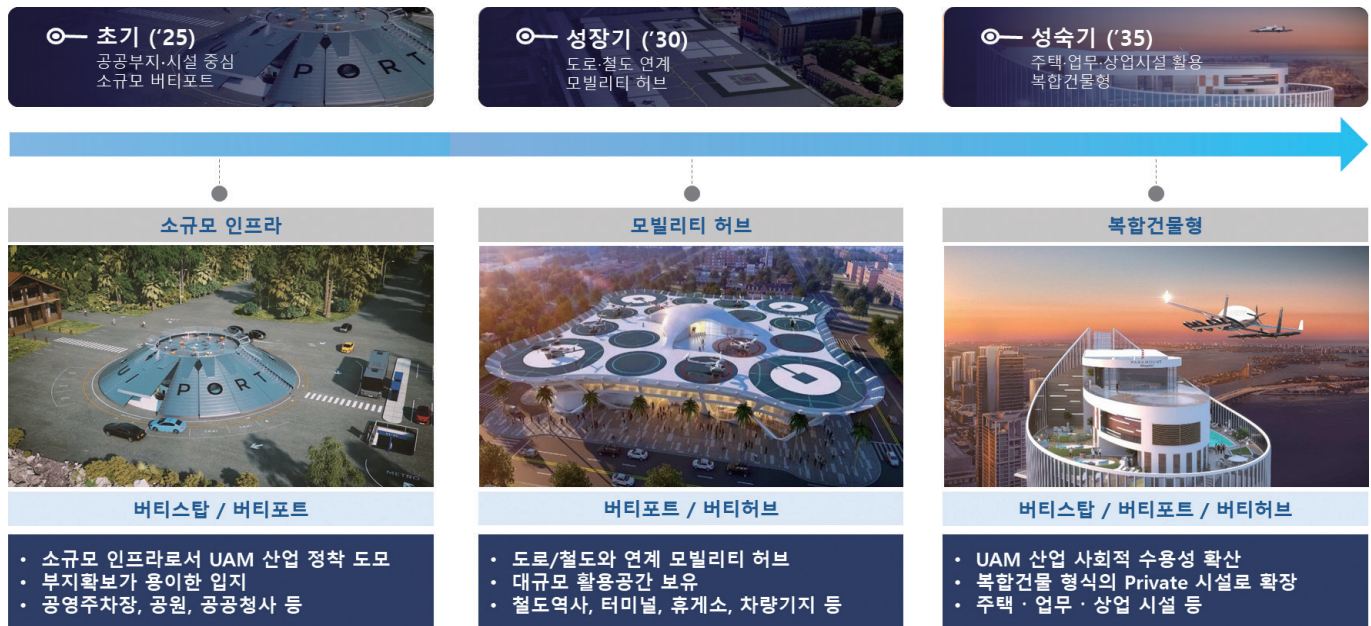 초기 ('25)
공공부지·시설 중심
소규모 버티포트
성장기 ('30)
도로·철도 연계
모빌리티 허브
성숙기 ('35)
주택·업무·상업시설 활용
복합건물형
PORT
소규모 인프라
모빌리티 허브
복합건물형
PORT
METRO
PARAMOUNT
버티스탑 / 버티포트
버티포트 / 버티허브
버티스탑 / 버티포트 / 버티허브
• 소규모 인프라로서 UAM 산업 정착 도모
• 부지확보가 용이한 입지
• 공영주차장, 공원, 공공청사 등
• 도로/철도와 연계 모빌리티 허브
• 대규모 활용공간 보유
• 철도역사, 터미널, 휴게소, 차량기지 등
• UAM 산업 사회적 수용성 확산
• 복합건물 형식의 Private 시설로 확장
• 주택 · 업무 · 상업 시설 등